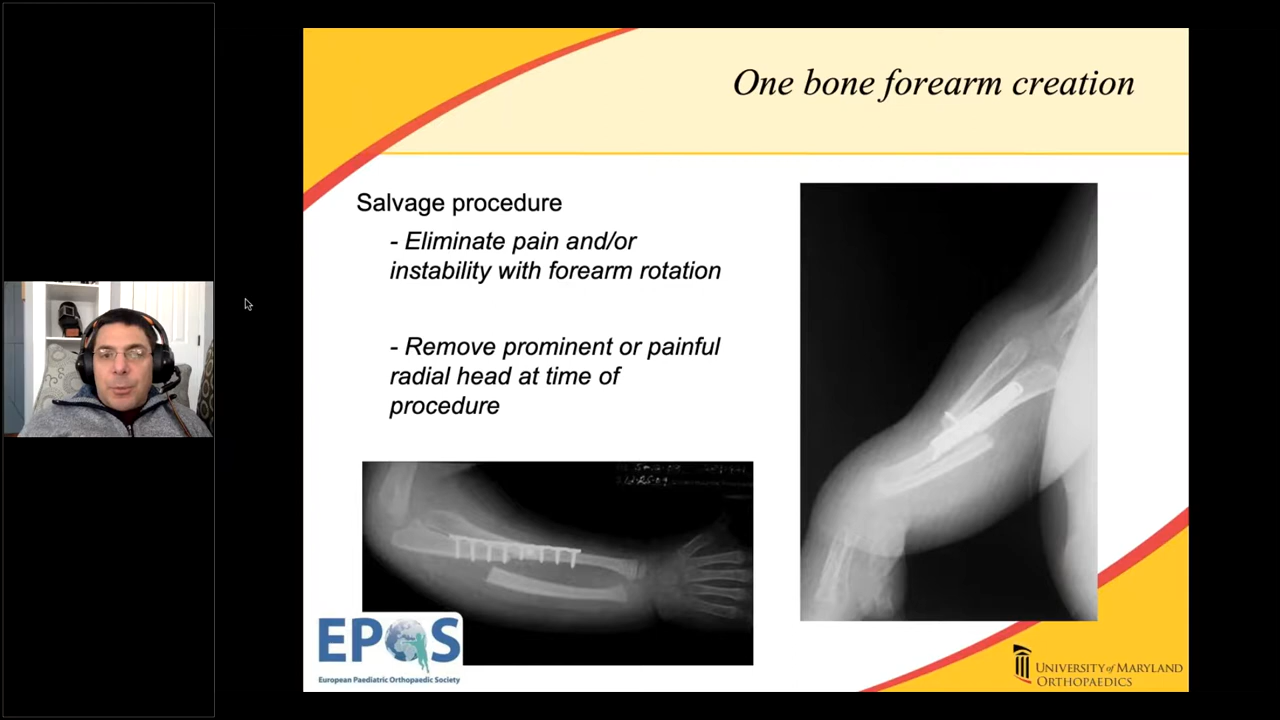 One bone forearm creation
Salvage procedure
- Eliminate pain and/or
instability with forearm rotation
- Remove prominent or painful
radial head at time of
procedure
EPOS
European Paediatric Orthopaedic Society
UNIVERSITY of MARYLAND
ORTHOPAEDICS